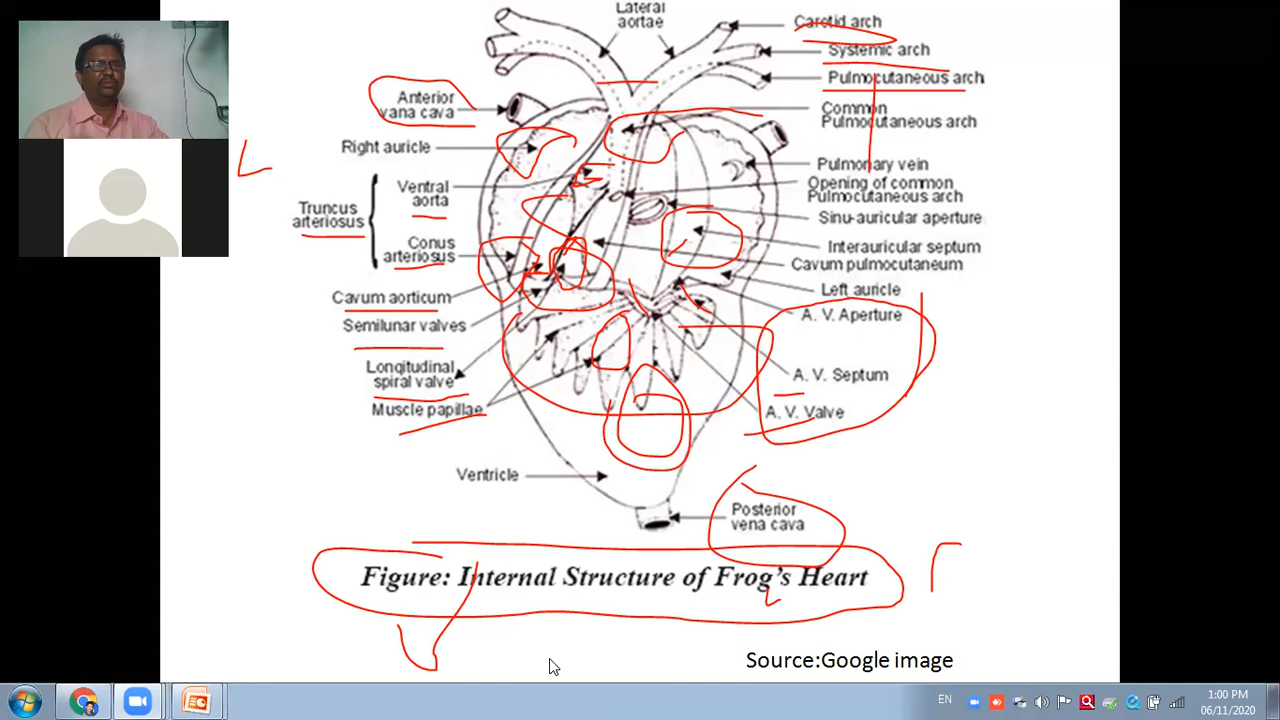 Lateral
aortae
Carotid arch
Systemic arch
Pulmocutaneous arch
Common
Pulmocutaneous arch
Pulmonary vein
Opening of common
Pulmocutaneous arch
Sinu-auricular aperture
Interauricular septum
Cavum pulmocutaneum
Left auricle
A. V. Aperture
A. V. Septum
A. V. Valve
Posterior
vena cava
Anterior
vana cava
Right auricle
Ventral
aorta
Truncus
arteriosus
Conus
arteriosus
Cavum aorticum
Semilunar valves
Lonqitudinal
spiral valve
Muscle papillae
Ventricle
Figure: Internal Structure of Frog's Heart
Source:Google image
EN
1:00 PM
06/11/2020